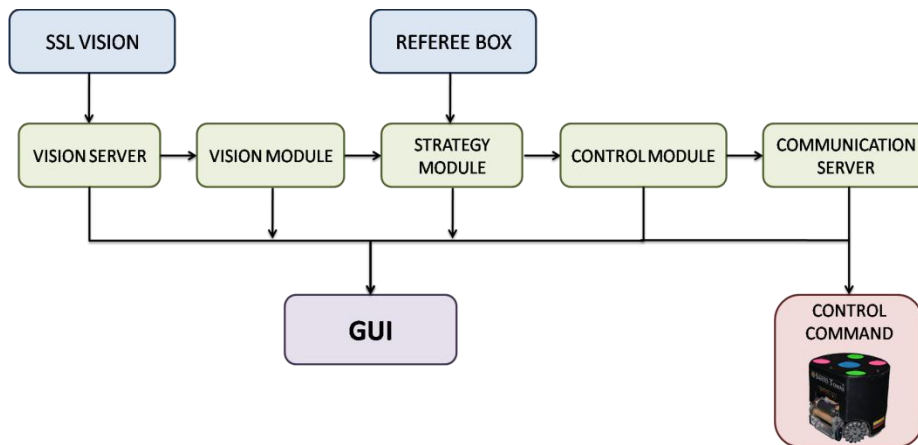 SSL VISION
REFEREE BOX
VISION SERVER
VISION MODULE
STRATEGY
MODULE
CONTROL MODULE
COMMUNICATION
SERVER
GUI
CONTROL
COMMAND